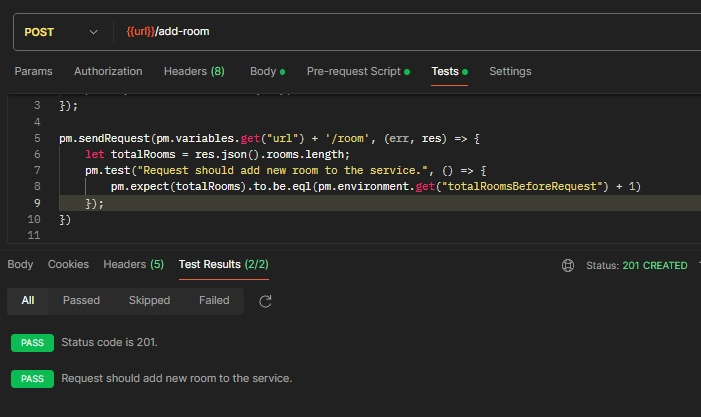 POST {{url}}/add-room
Params Authorization Headers (8) Body Pre-request Script Tests Settings
3 });
4
5 pm.sendRequest(pm.variables.get("url") + '/room', (err, res) => {
6 let totalRooms = res.json().rooms.length;
7 pm.test("Request should add new room to the service.", () => {
8 pm.expect(totalRooms).to.be.eql(pm.environment.get("totalRoomsBeforeRequest") + 1)
9 });
10 })
11
Body Cookies Headers (5) Test Results (2/2) Status: 201 CREATED
All Passed Skipped Failed
PASS Status code is 201.
PASS Request should add new room to the service.